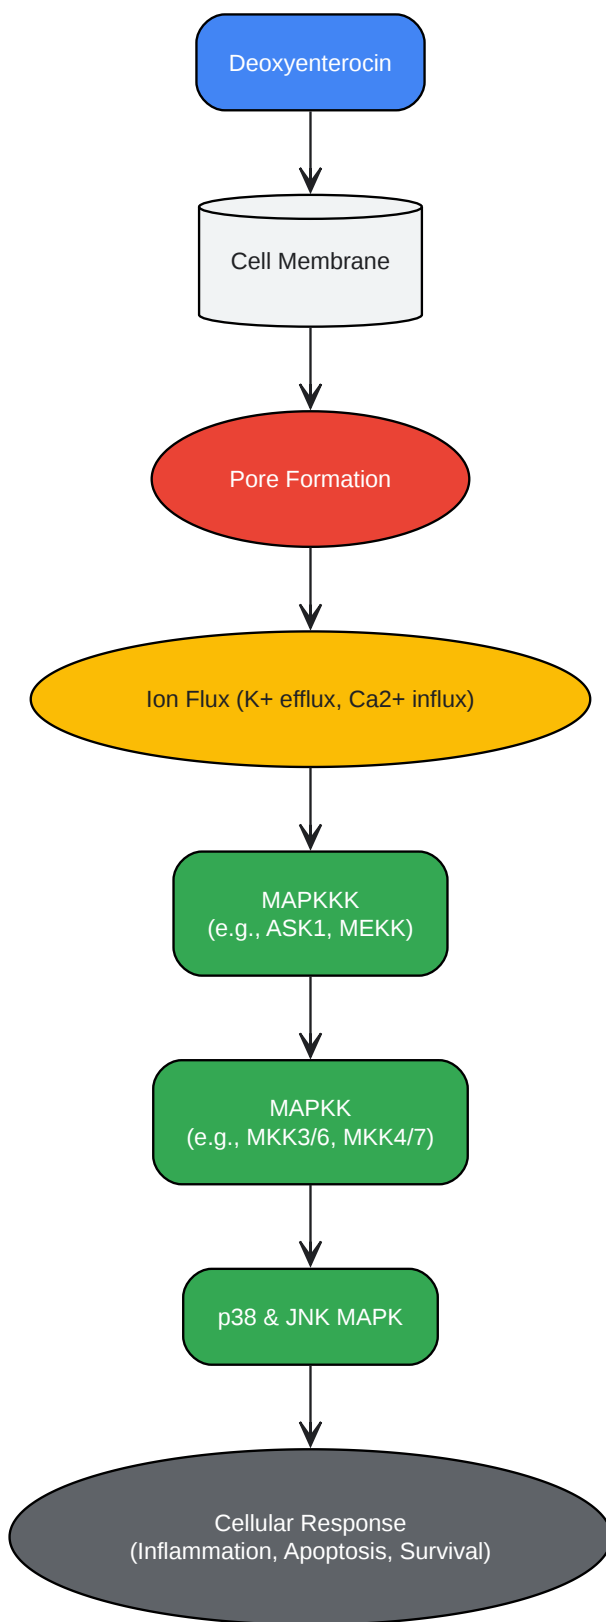 Deoxyenterocin
Cell Membrane
Pore Formation
Ion Flux (K+ efflux, Ca2+ influx)
MAPKKK
(e.g., ASK1, MEKK)
MAPKK
(e.g., MKK3/6, MKK4/7)
p38 & JNK MAPK
Cellular Response
(Inflammation, Apoptosis, Survival)